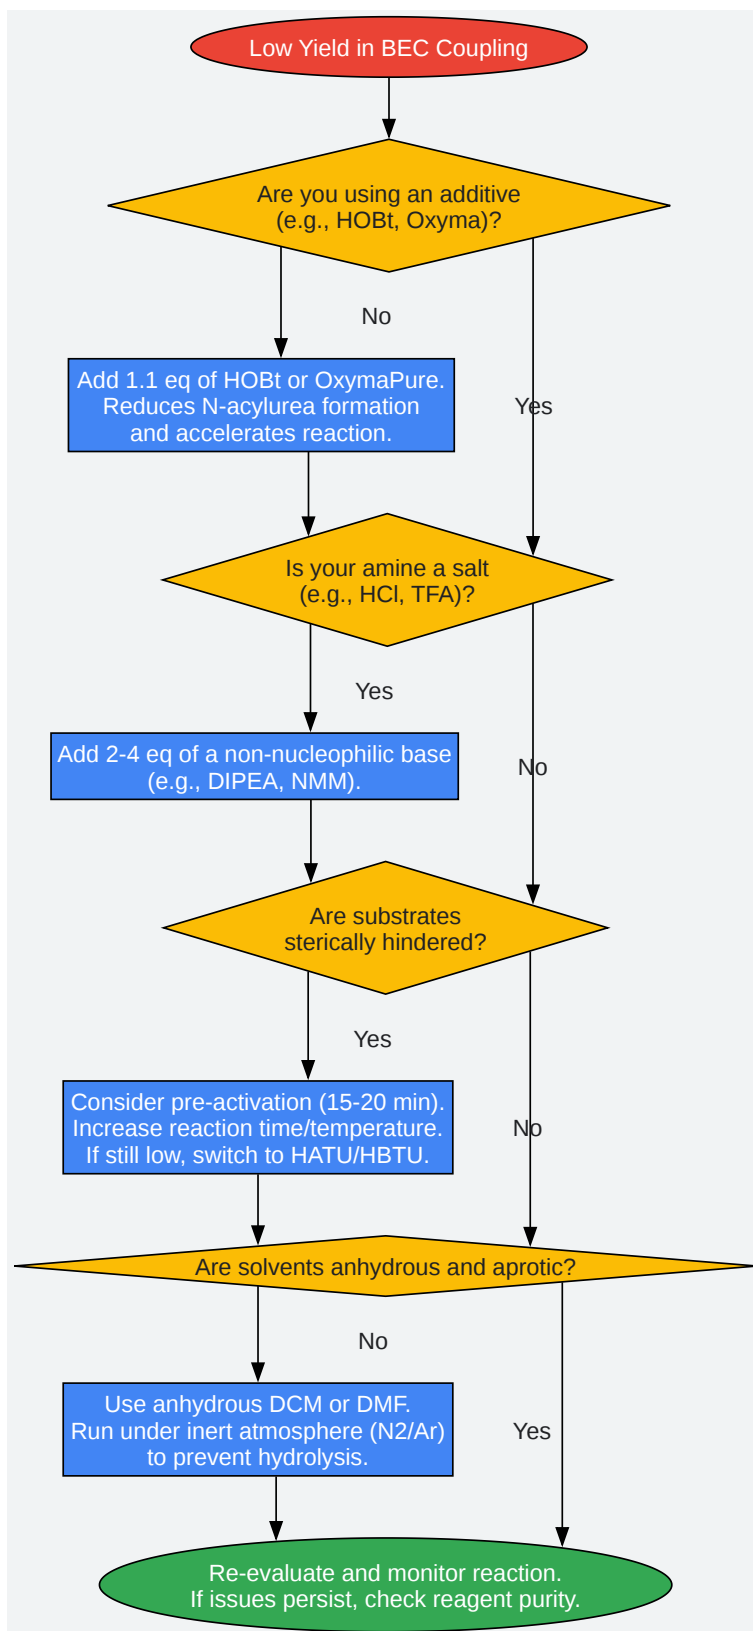 Low Yield in BEC Coupling
Are you using an additive
(e.g., HOBt, Oxyma)?
No
Add 1.1 eq of HOBt or OxymaPure.
Reduces N-acylurea formation
and accelerates reaction.
Yes
Is your amine a salt
(e.g., HCl, TFA)?
Yes
Add 2-4 eq of a non-nucleophilic base
(e.g., DIPEA, NMM).
No
Are substrates
sterically hindered?
Yes
Consider pre-activation (15-20 min).
Increase reaction time/temperature.
If still low, switch to HATU/HBTU.
No
Are solvents anhydrous and aprotic?
No
Use anhydrous DCM or DMF.
Run under inert atmosphere (N2/Ar)
to prevent hydrolysis.
Yes
Re-evaluate and monitor reaction.
If issues persist, check reagent purity.